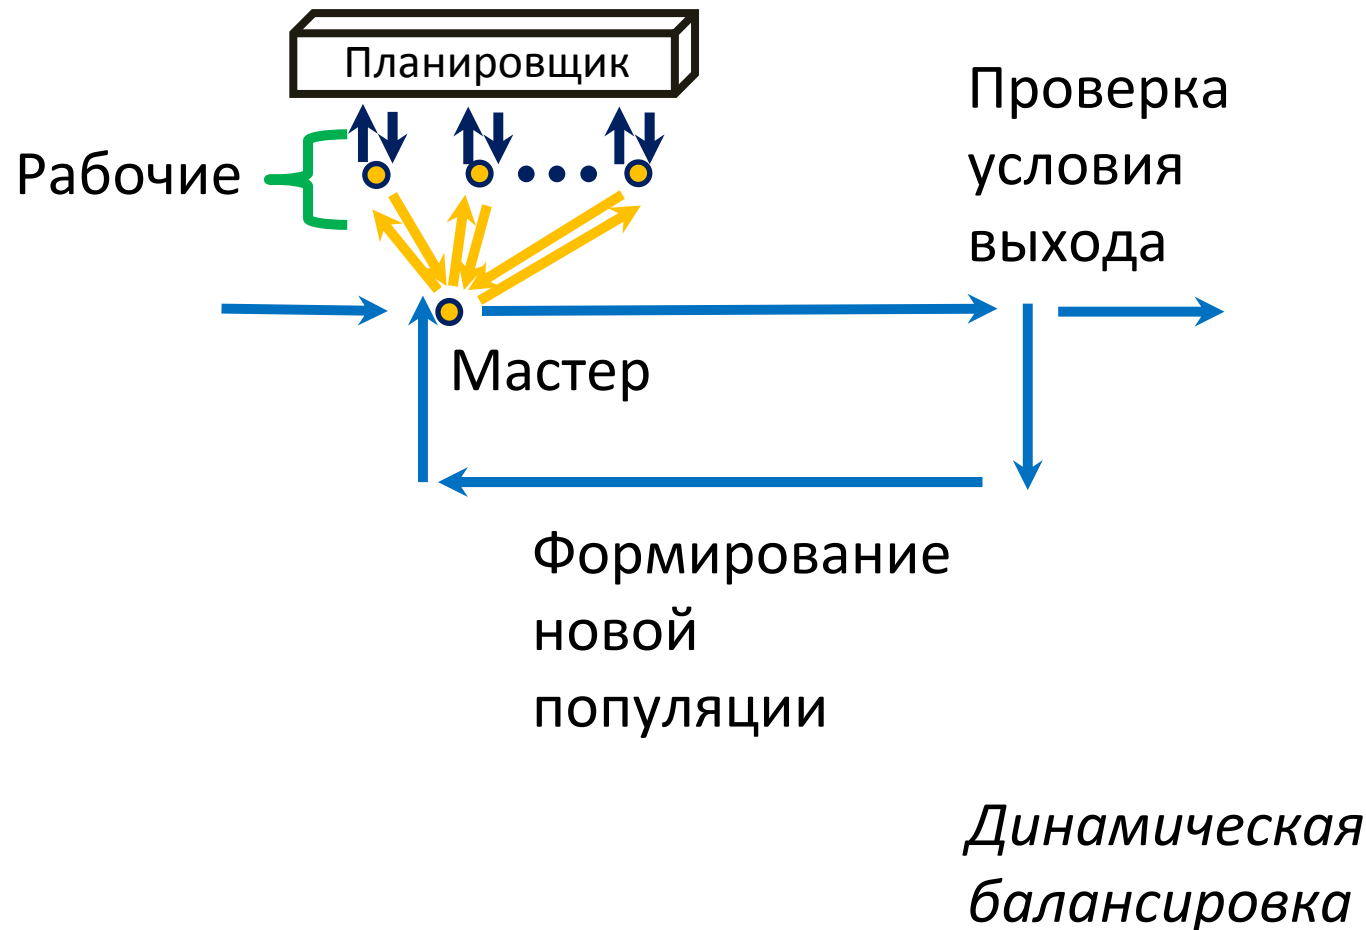 Планировщик
Рабочие
Проверка
условия
выхода
Мастер
Формирование
новой
популяции
Динамическая
балансировка